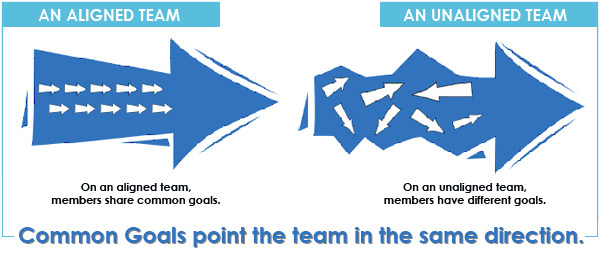 AN ALIGNED TEAM
AN UNALIGNED TEAM
On an aligned team,
members share common goals.
On an unaligned team,
members have different goals.
Common Goals point the team in the same direction.